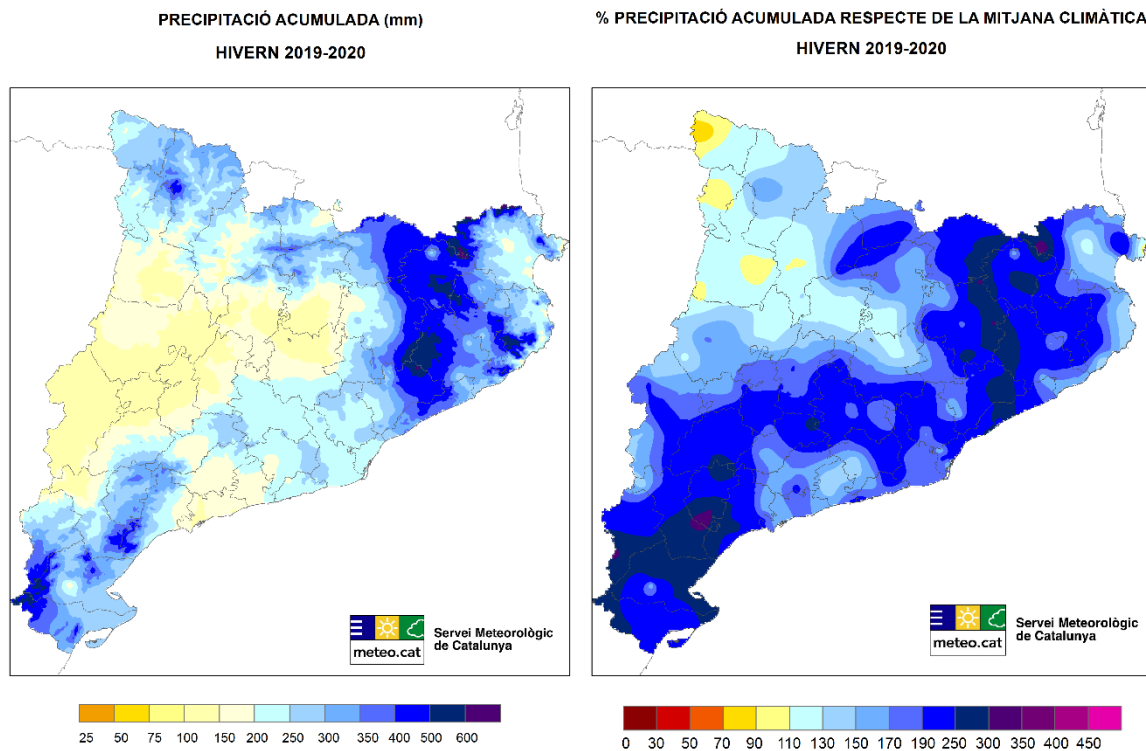 PRECIPITACIÓ ACUMULADA (mm)
HIVERN 2019-2020
Servei Meteorològic
de Catalunya
meteo.cat
25 50 75 100 150 200 250 300 350 400 500 600
% PRECIPITACIÓ ACUMULADA RESPECTE DE LA MITJANA CLIMÀTICA
HIVERN 2019-2020
Servei Meteorològic
de Catalunya
meteo.cat
0 30 50 70 90 110 130 150 170 190 250 300 350 400 450